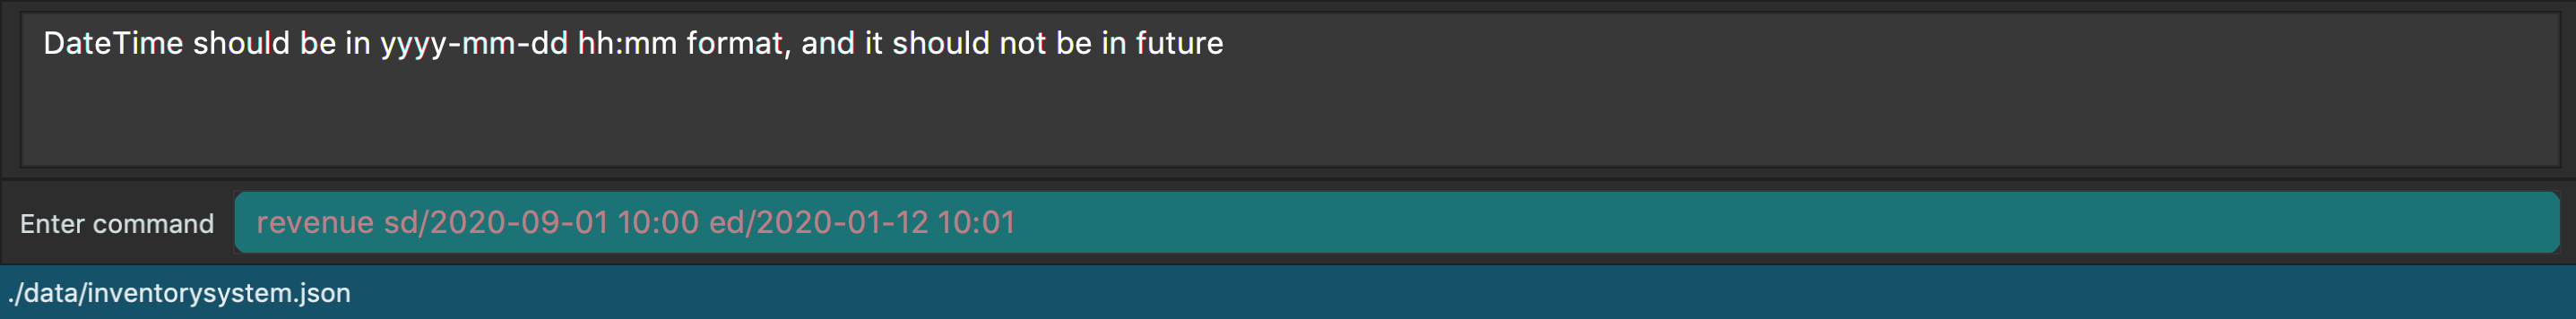 DateTime should be in yyyy-mm-dd hh:mm format, and it should not be in future
Enter command revenue sd/2020-09-01 10:00 ed/2020-01-12 10:01
./data/inventorysystem.json